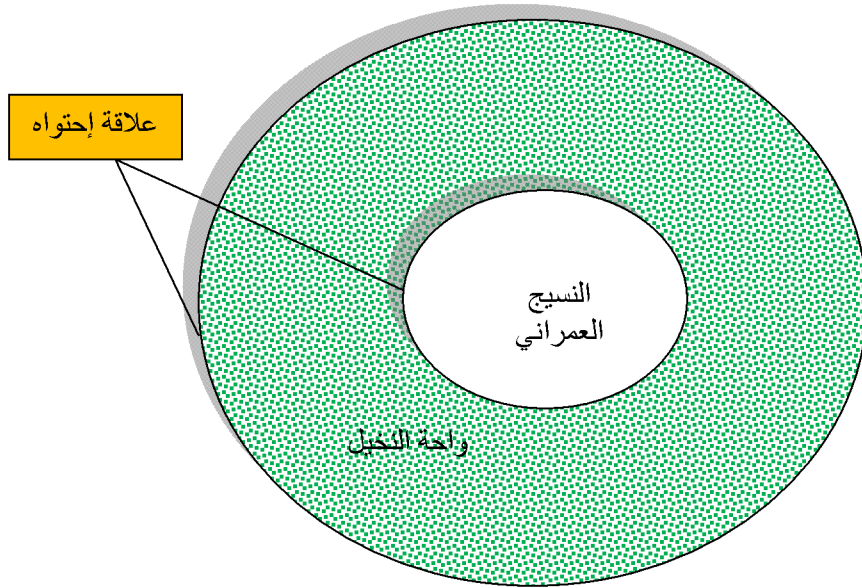 علاقة إحتواه
النسيج
العمراني
واحة النخيل